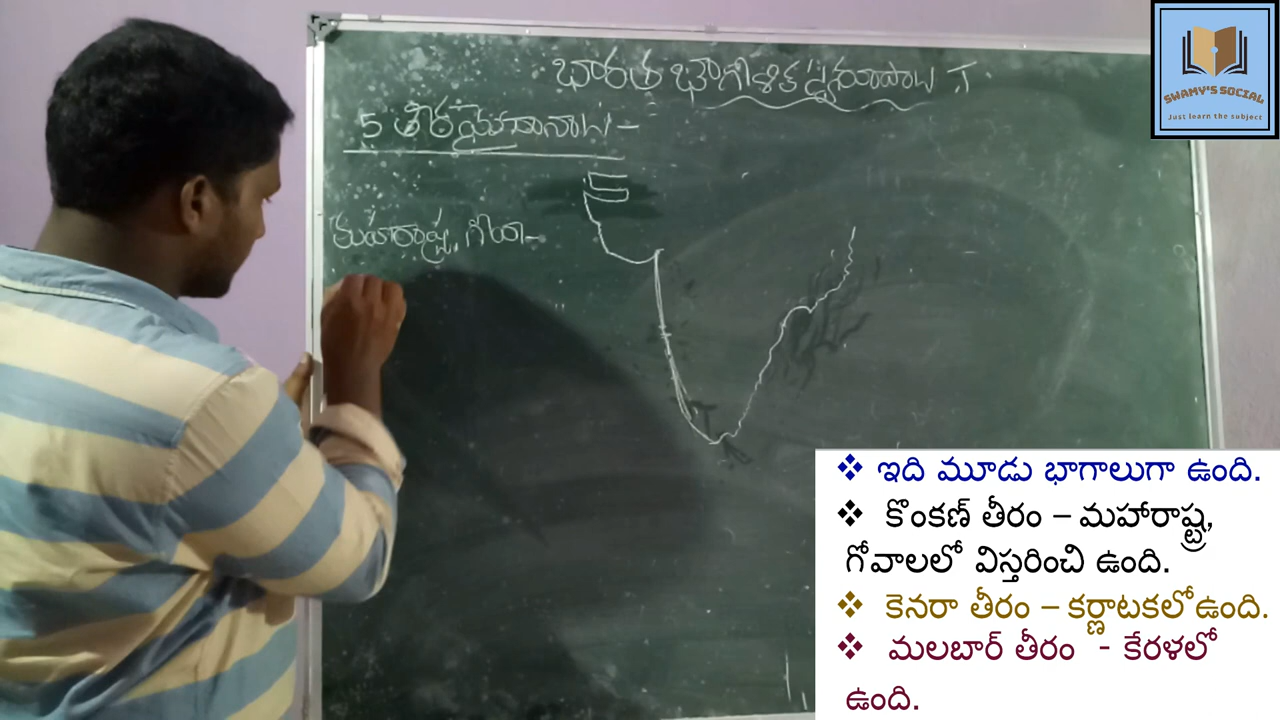 భారత భౌగోళిక స్వరూపాలు I
5 తీర మైదానాలు –
మహారాష్ట్ర, గోవా –
SWAMY'S SOCIAL
Just learn the subject
❖ ఇది మూడు భాగాలుగా ఉంది.
❖ కొంకణ్ తీరం – మహారాష్ట్ర,
గోవాలలో విస్తరించి ఉంది.
❖ కెనరా తీరం – కర్ణాటకలోఉంది.
❖ మలబార్ తీరం - కేరళలో
ఉంది.